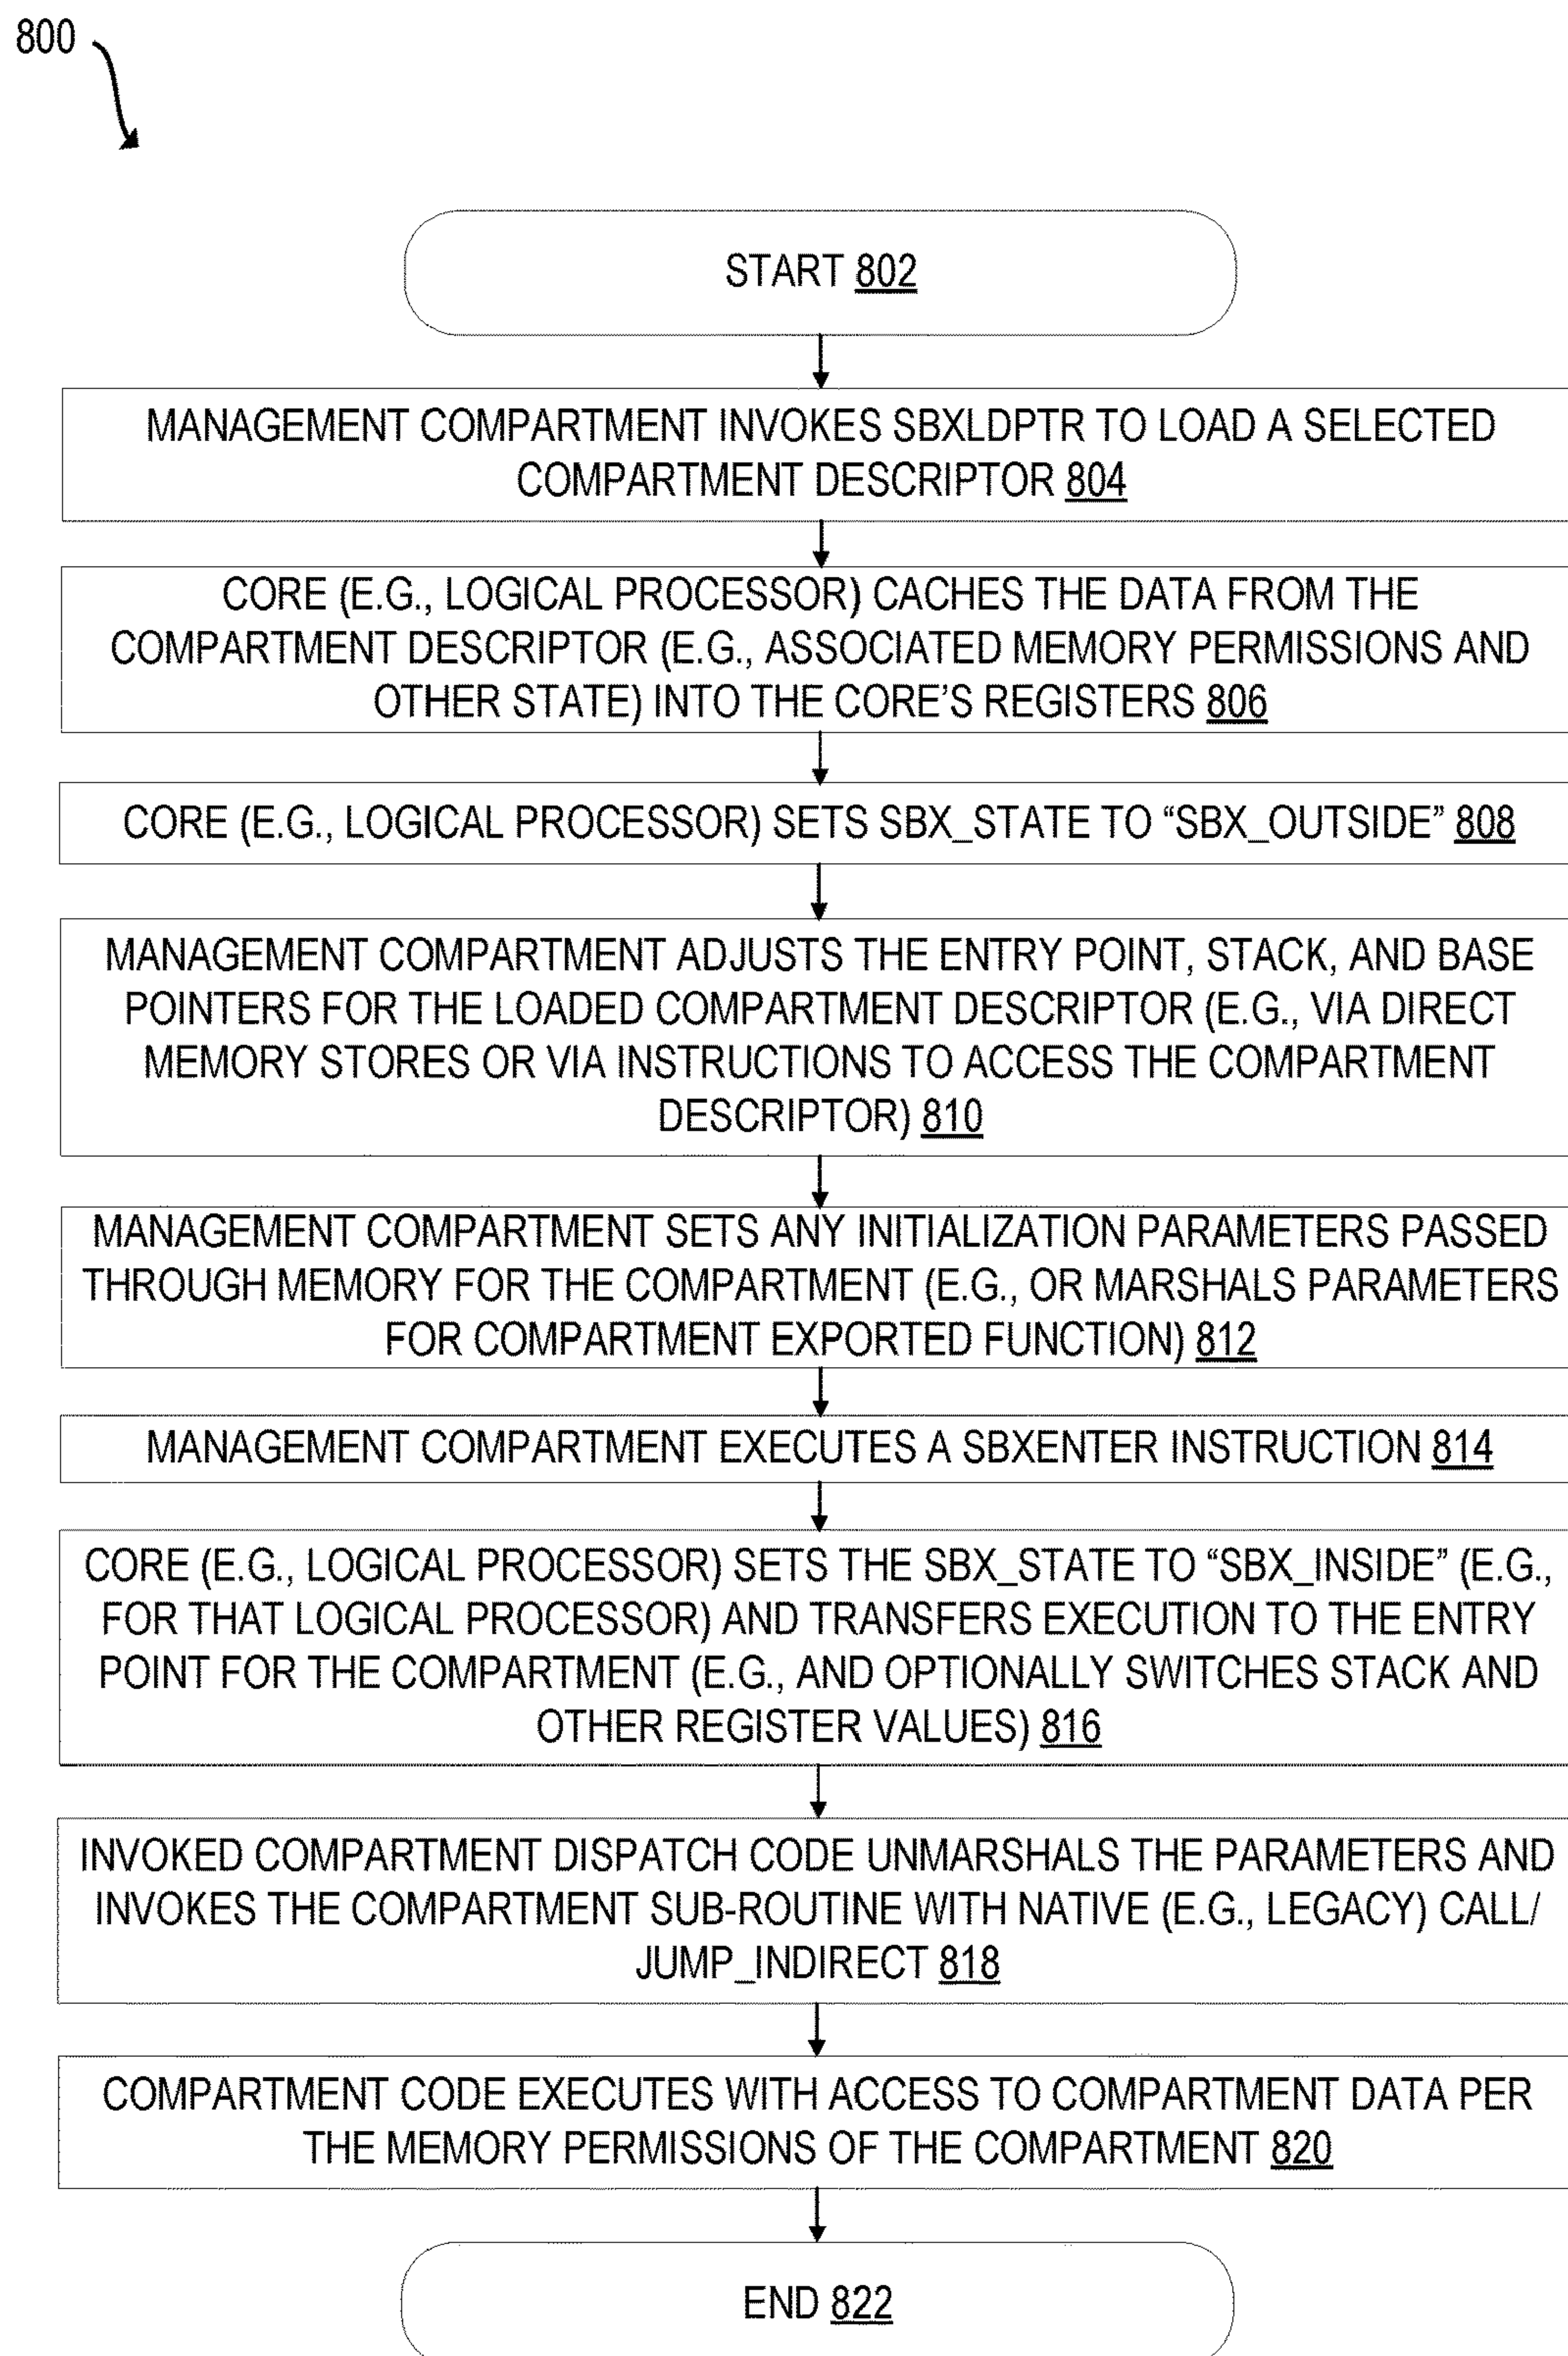 800
START 802
MANAGEMENT COMPARTMENT INVOKES SBXLDPTR TO LOAD A SELECTED
COMPARTMENT DESCRIPTOR 804
CORE (E.G., LOGICAL PROCESSOR) CACHES THE DATA FROM THE
COMPARTMENT DESCRIPTOR (E.G., ASSOCIATED MEMORY PERMISSIONS AND
OTHER STATE) INTO THE CORE'S REGISTERS 806
CORE (E.G., LOGICAL PROCESSOR) SETS SBX_STATE TO “SBX_OUTSIDE” 808
MANAGEMENT COMPARTMENT ADJUSTS THE ENTRY POINT, STACK, AND BASE
POINTERS FOR THE LOADED COMPARTMENT DESCRIPTOR (E.G., VIA DIRECT
MEMORY STORES OR VIA INSTRUCTIONS TO ACCESS THE COMPARTMENT
DESCRIPTOR) 810
MANAGEMENT COMPARTMENT SETS ANY INITIALIZATION PARAMETERS PASSED
THROUGH MEMORY FOR THE COMPARTMENT (E.G., OR MARSHALS PARAMETERS
FOR COMPARTMENT EXPORTED FUNCTION) 812
MANAGEMENT COMPARTMENT EXECUTES A SBXENTER INSTRUCTION 814
CORE (E.G., LOGICAL PROCESSOR) SETS THE SBX_STATE TO “SBX_INSIDE” (E.G.,
FOR THAT LOGICAL PROCESSOR) AND TRANSFERS EXECUTION TO THE ENTRY
POINT FOR THE COMPARTMENT (E.G., AND OPTIONALLY SWITCHES STACK AND
OTHER REGISTER VALUES) 816
INVOKED COMPARTMENT DISPATCH CODE UNMARSHALS THE PARAMETERS AND
INVOKES THE COMPARTMENT SUB-ROUTINE WITH NATIVE (E.G., LEGACY) CALL/
JUMP_INDIRECT 818
COMPARTMENT CODE EXECUTES WITH ACCESS TO COMPARTMENT DATA PER
THE MEMORY PERMISSIONS OF THE COMPARTMENT 820
END 822